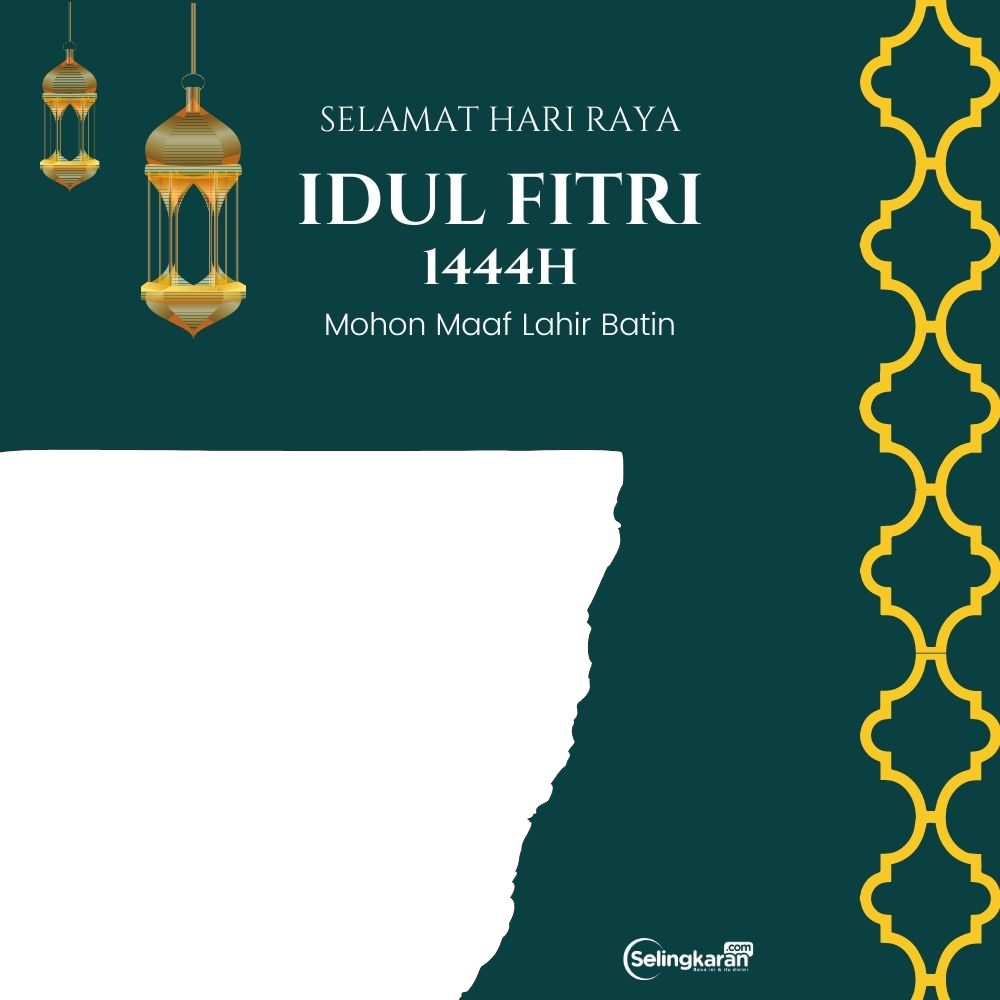 SELAMAT HARI RAYA
IDUL FITRI
1444H
Mohon Maaf Lahir Batin
Selingkaran
.com